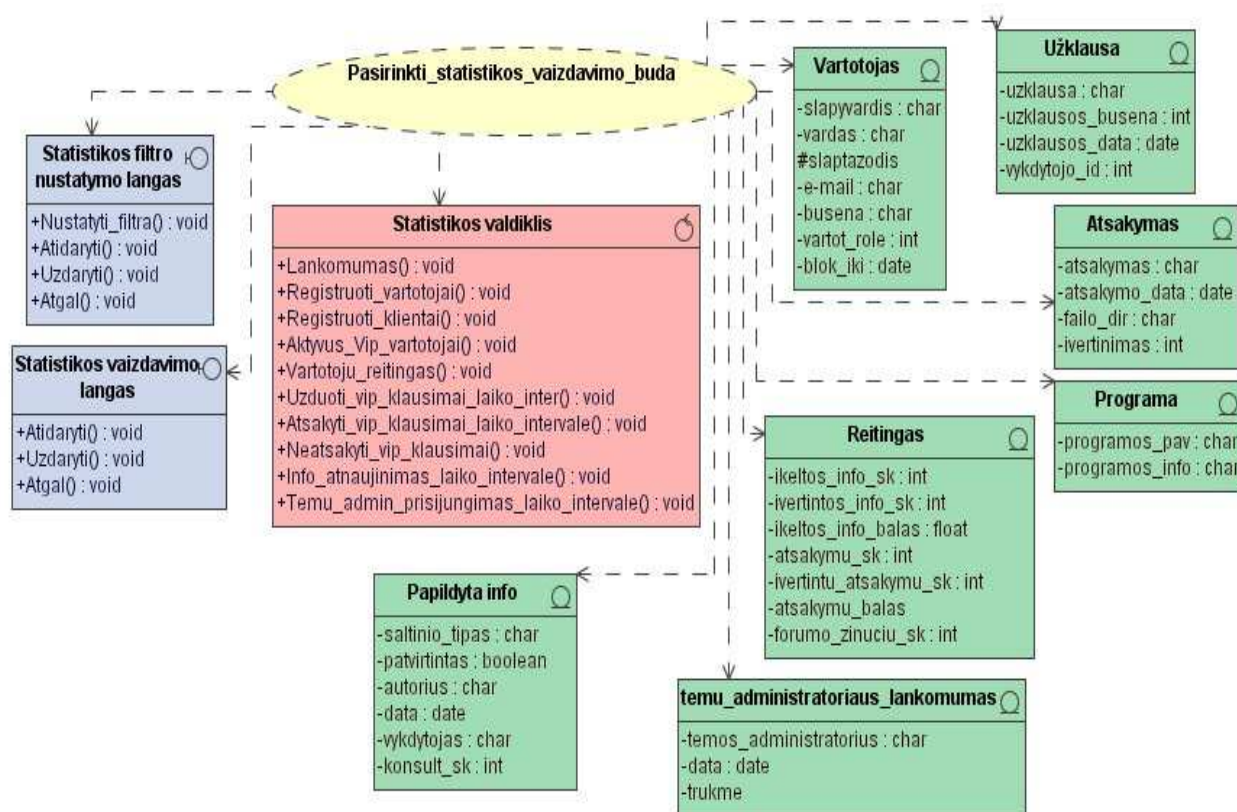 Pasirinkti_statistikos_vaizdavimo_buda
Statistikos filtro
nustatymo langas
+Nustatyti_filtra() : void
+Atidaryti() : void
+Uzdaryti() : void
+Atgal() : void
Statistikos vaizdavimo
langas
+Atidaryti() : void
+Uzdaryti() : void
+Atgal() : void
Statistikos valdiklis
+Lankomumas() : void
+Registruoti_vartotojai() : void
+Registruoti_klientai() : void
+Aktyvus_Vip_vartotojai() : void
+Vartotoju_reitingas() : void
+Uzduoti_vip_klausimai_laiko_inter() : void
+Atsakyti_vip_klausimai_laiko_intervale() : void
+Neatsakyti_vip_klausimai() : void
+Info_atnaujinimas_laiko_intervale() : void
+Temu_admin_prisijungimas_laiko_intervale() : void
Vartotojas
-slapyvardis : char
-vardas : char
#slaptazodis
-e-mail : char
-busena : char
-vartot_role : int
-blok_iki : date
Užklausa
-uzklausa : char
-uzklausos_busena : int
-uzklausos_data : date
-vykdytojo_id : int
Atsakymas
-atsakymas : char
-atsakymo_data : date
-failo_dir : char
-ivertinimas : int
Programa
-programos_pav : char
-programos_info : char
Reitingas
-ikeltos_info_sk : int
-ivertintos_info_sk : int
-ikeltos_info_balas : float
-atsakymu_sk : int
-ivertintu_atsakymu_sk : int
-atsakymu_balas
-forumo_zinuciu_sk : int
Papildyta info
-saltinio_tipas : char
-patvirtintas : boolean
-autorius : char
-data : date
-vykdytojas : char
-konsult_sk : int
temu_administratoriaus_lankomumas
-temos_administratorius : char
-data : date
-trukme